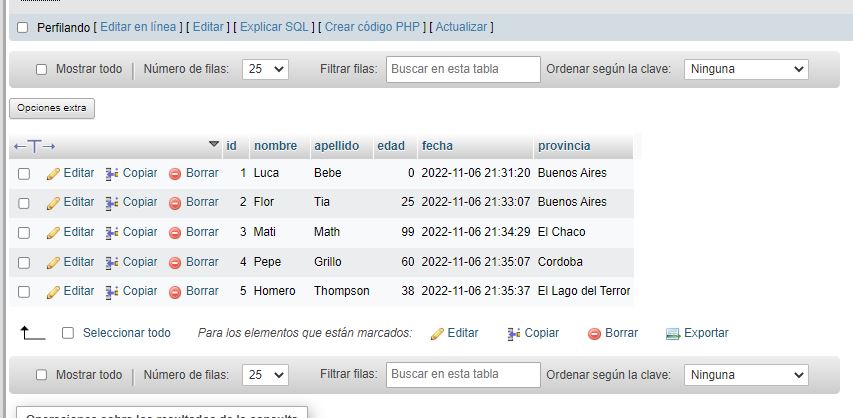 Perfilando [ Editar en línea ] [ Editar ] [ Explicar SQL ] [ Crear código PHP ] [ Actualizar ]
Mostrar todo | Número de filas: 25 Filtrar filas: Buscar en esta tabla Ordenar según la clave: Ninguna
Opciones extra
←T→ id nombre apellido edad fecha provincia
Editar Copiar Borrar 1 Luca Bebe 0 2022-11-06 21:31:20 Buenos Aires
Editar Copiar Borrar 2 Flor Tia 25 2022-11-06 21:33:07 Buenos Aires
Editar Copiar Borrar 3 Mati Math 99 2022-11-06 21:34:29 El Chaco
Editar Copiar Borrar 4 Pepe Grillo 60 2022-11-06 21:35:07 Cordoba
Editar Copiar Borrar 5 Homero Thompson 38 2022-11-06 21:35:37 El Lago del Terror
Seleccionar todo Para los elementos que están marcados: Editar Copiar Borrar Exportar
Mostrar todo | Número de filas: 25 Filtrar filas: Buscar en esta tabla Ordenar según la clave: Ninguna
Operaciones sobre los resultados de la consulta